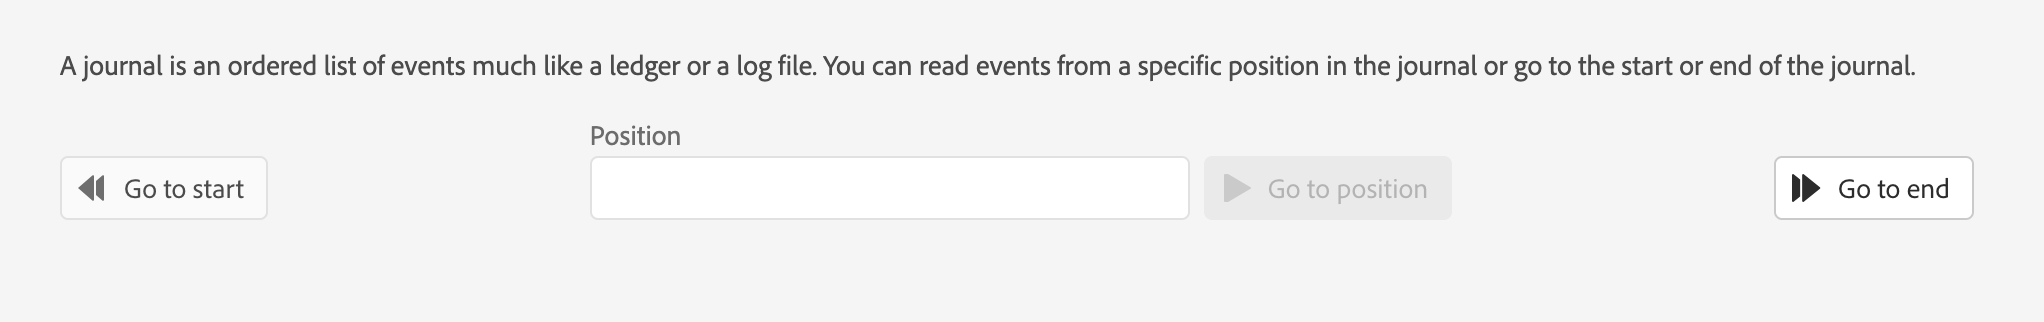 A journal is an ordered list of events much like a ledger or a log file. You can read events from a specific position in the journal or go to the start or end of the journal.
Position
Go to start
Go to position
Go to end